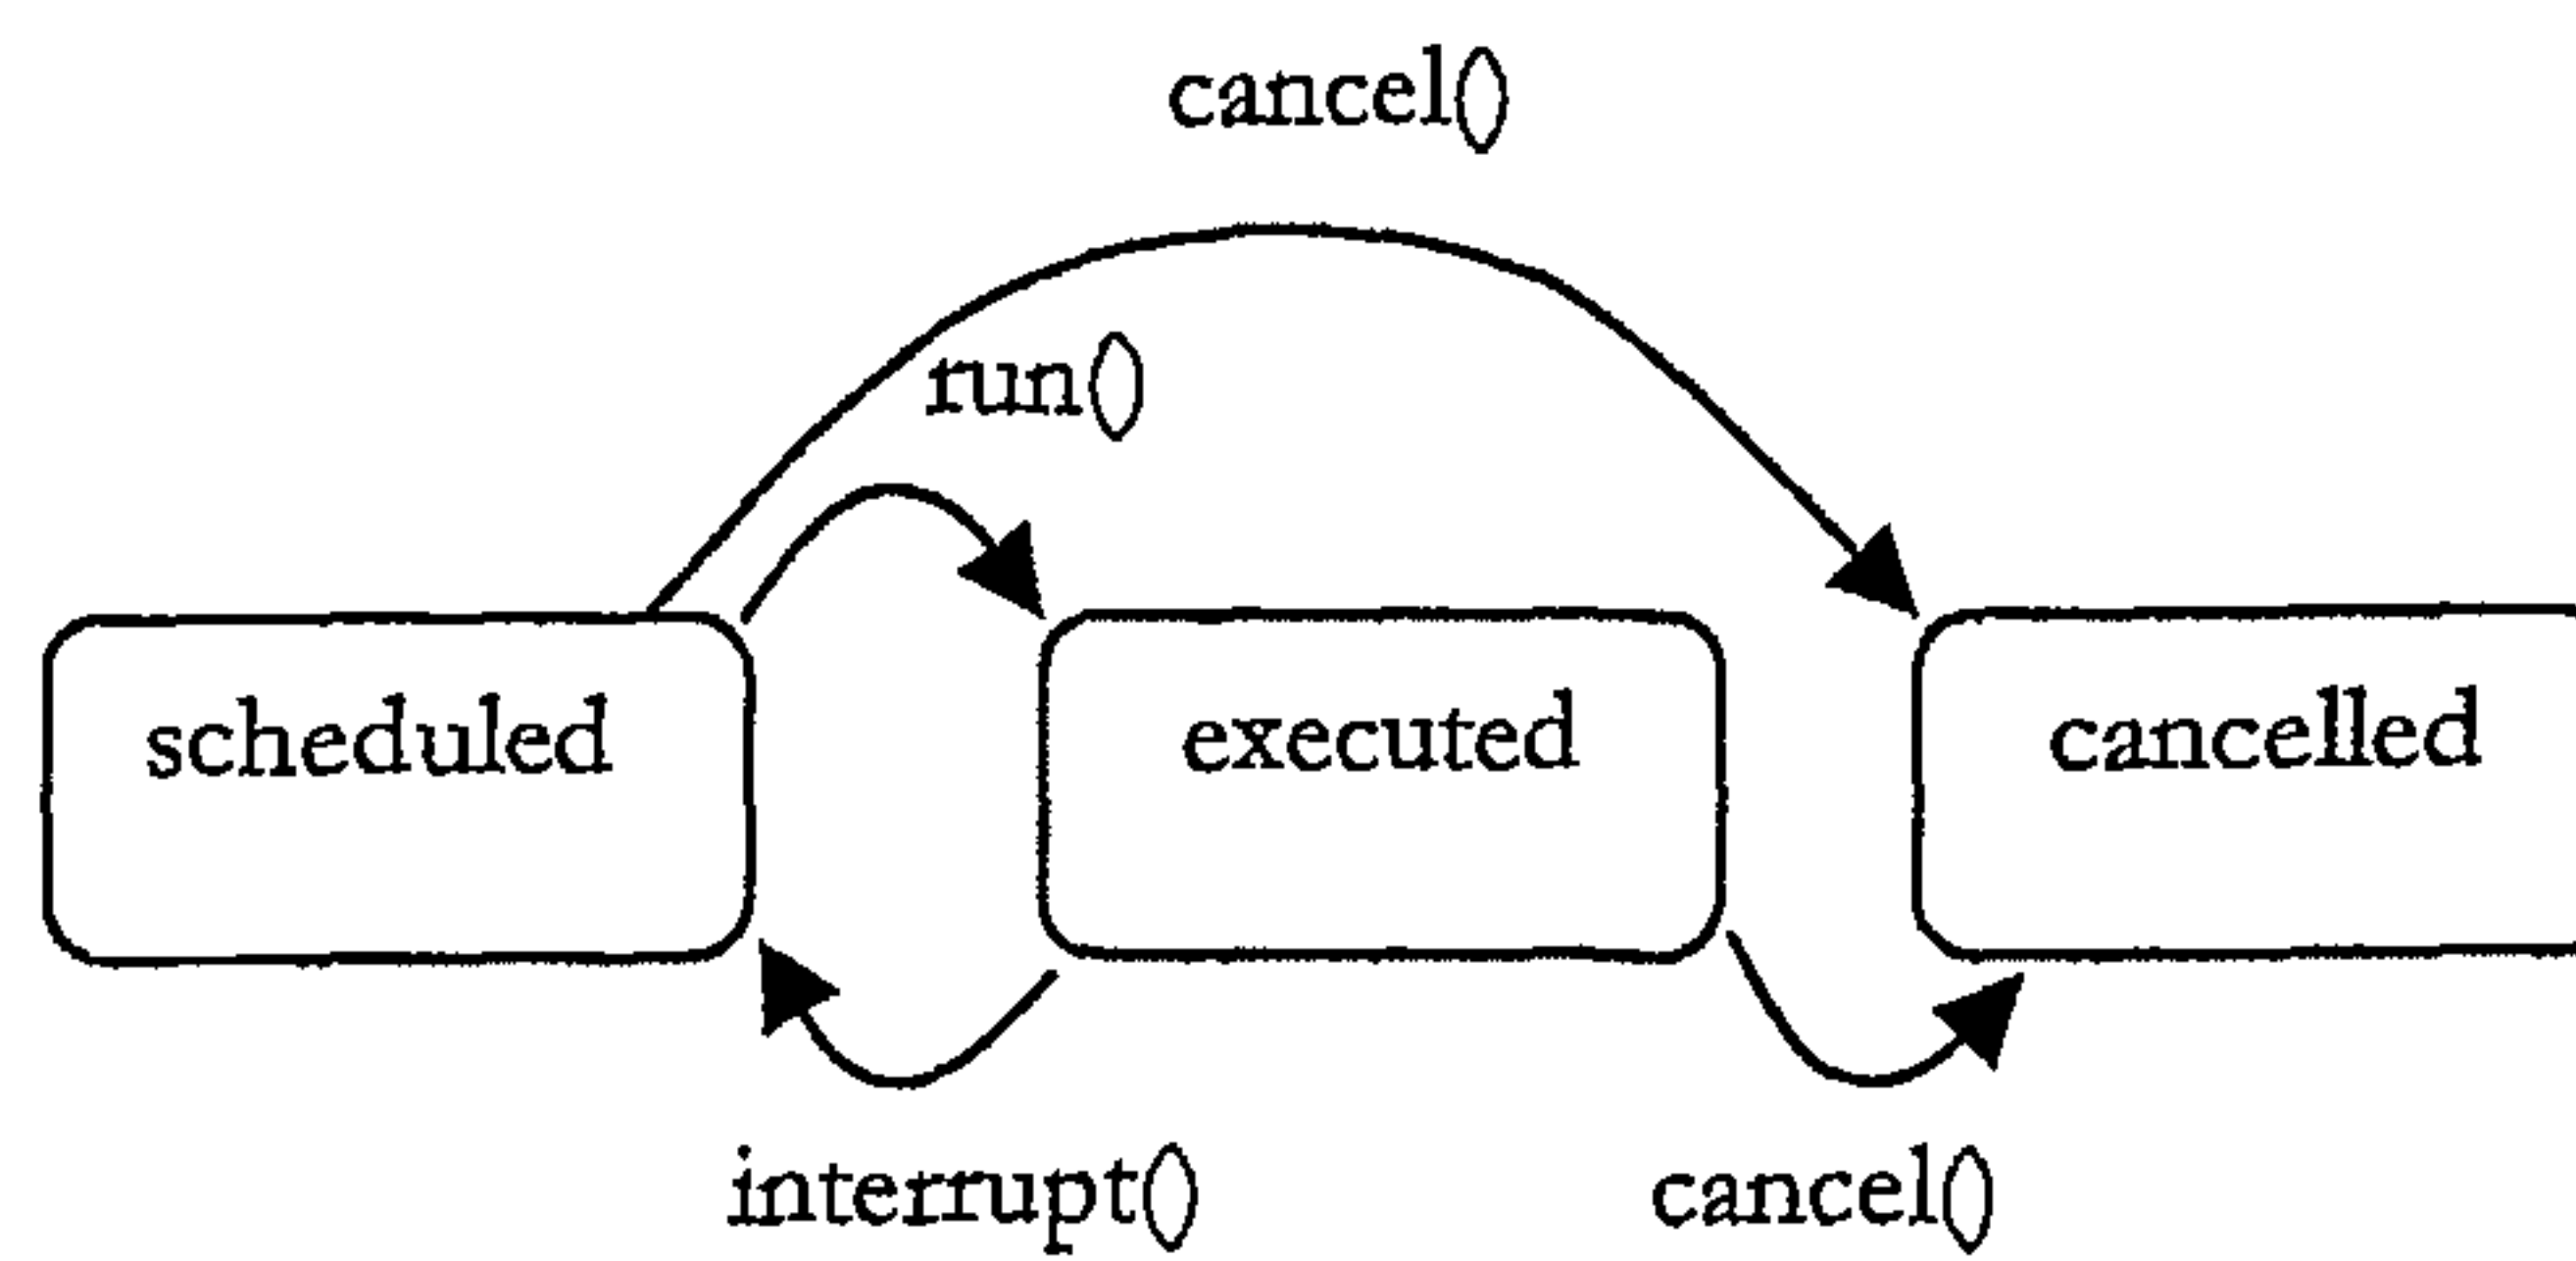 cancel()
run()
scheduled
executed
cancelled
interrupt()
cancel()